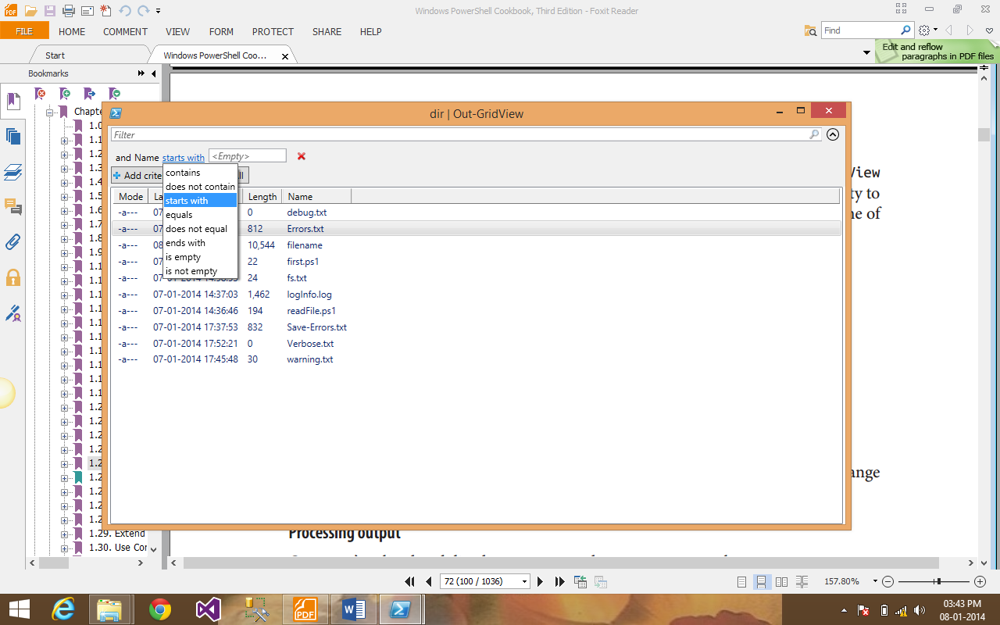 Windows PowerShell Cookbook, Third Edition - Foxit Reader
FILE HOME COMMENT VIEW FORM PROTECT SHARE HELP Find
Start Windows PowerShell Coo... Edit and reflow
paragraphs in PDF files
Bookmarks
Chapte
1.0
1.1
1.2
1.3
1.4
1.5
1.6
1.7
1.8
1.9
1.1
1.1
1.1
1.1
1.1
1.1
1.1
1.1
1.1
1.1
1.2
1.2
1.2
1.2
1.2
1.2
1.2
1.2
1.2
1.29. Extend
1.30. Use Cor
View
ty to
ne of
ange
Processing output
dir | Out-GridView
Filter
and Name starts with <Empty>
Add crite
contains
does not contain
starts with
equals
does not equal
ends with
is empty
is not empty
Mode La Length Name
-a--- 07 0 debug.txt
-a--- 07 812 Errors.txt
-a--- 08 10,544 filename
-a--- 07 22 first.ps1
-a--- 07-01-2014 24 fs.txt
-a--- 07-01-2014 14:37:03 1,462 logInfo.log
-a--- 07-01-2014 14:36:46 194 readFile.ps1
-a--- 07-01-2014 17:37:53 832 Save-Errors.txt
-a--- 07-01-2014 17:52:21 0 Verbose.txt
-a--- 07-01-2014 17:45:48 30 warning.txt
72 (100 / 1036) 157.80%
03:43 PM
08-01-2014